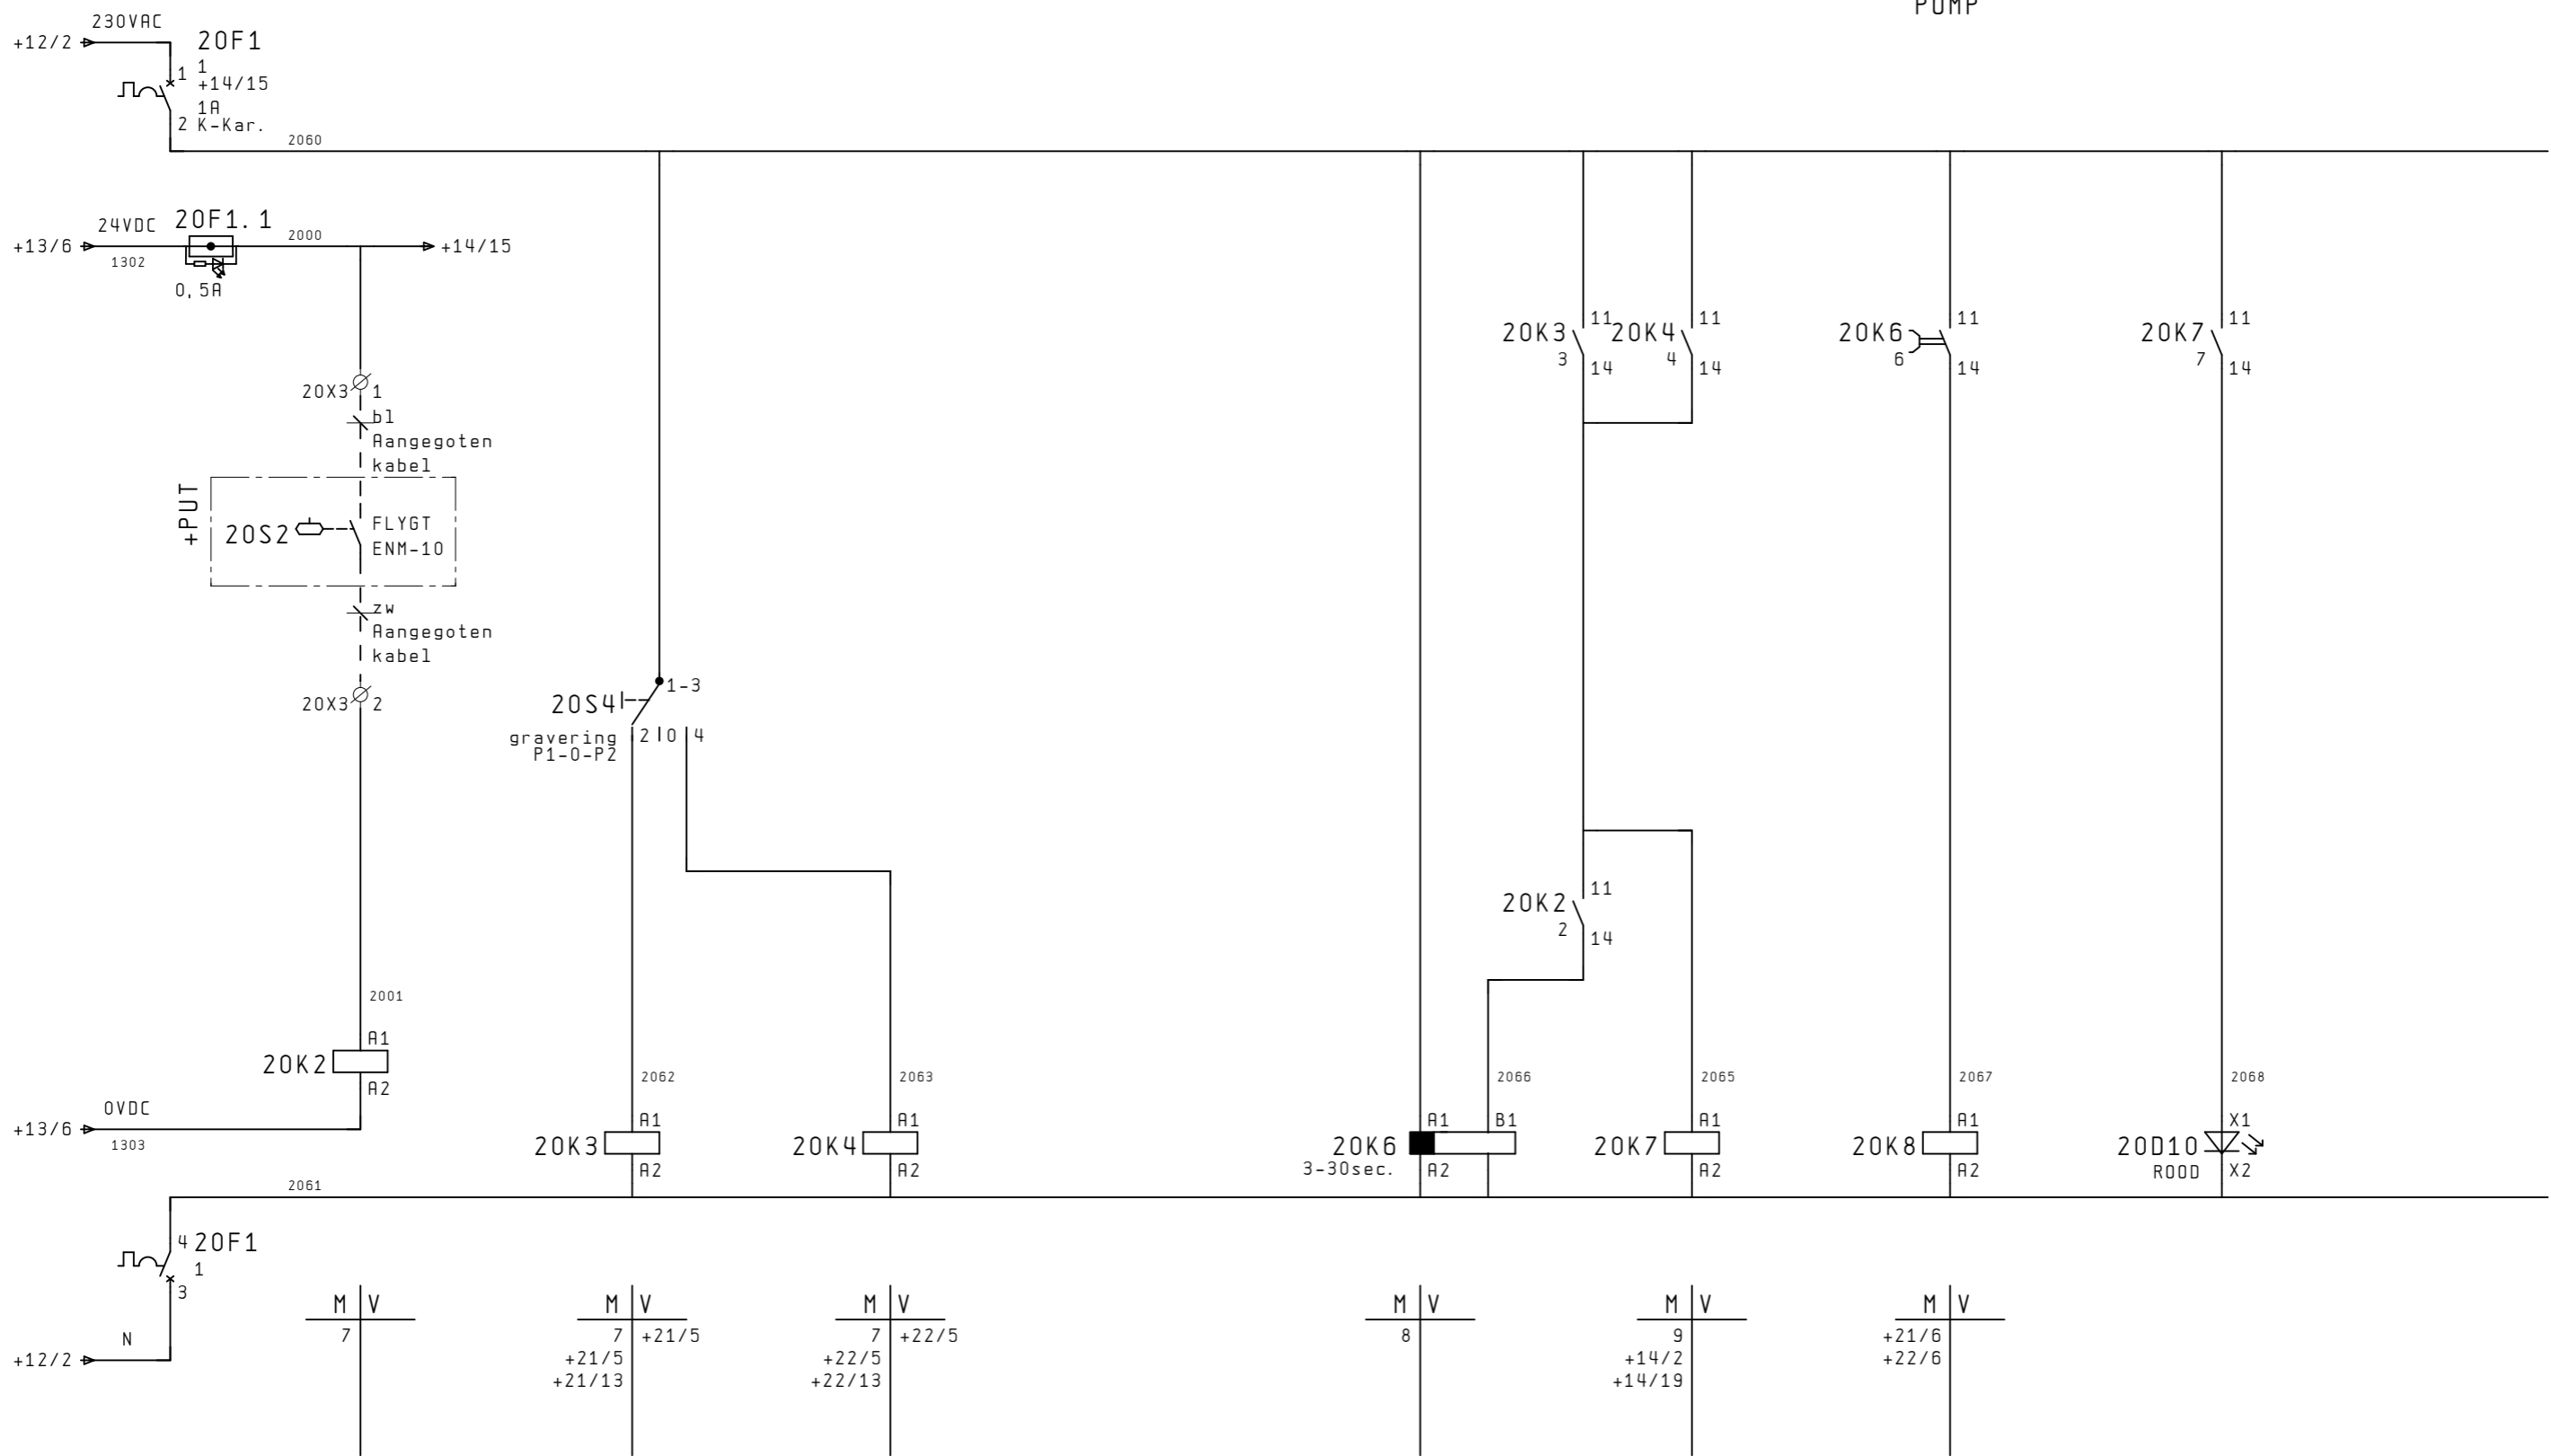 PUMP
230VAC
+12/2
20F1
1
1
+14/15
1A
2
K-Kar.
2060
24VDC
20F1.1
2000
+13/6
+14/15
1302
0,5A
20K3
11
3
14
20K4
11
4
14
20K6
11
6
14
20K7
11
7
14
20X3
1
bl
Aangegoten
kabel
+PUT
20S2
FLYGT
ENM-10
zw
Aangegoten
kabel
20X3
2
20S4
1-3
gravering
P1-0-P2
2
0
4
20K2
11
2
14
2001
A1
20K2
A2
0VDC
+13/6
1303
2062
2063
2066
2065
2067
2068
A1
20K3
A2
A1
20K4
A2
A1
B1
20K6
3-30sec.
A2
A1
20K7
A2
A1
20K8
A2
X1
20D10
ROOD
X2
2061
4
20F1
1
3
N
+12/2
M V
7
M V
7 +21/5
+21/5
+21/13
M V
7 +22/5
+22/5
+22/13
M V
8
M V
9
+14/2
+14/19
M V
+21/6
+22/6